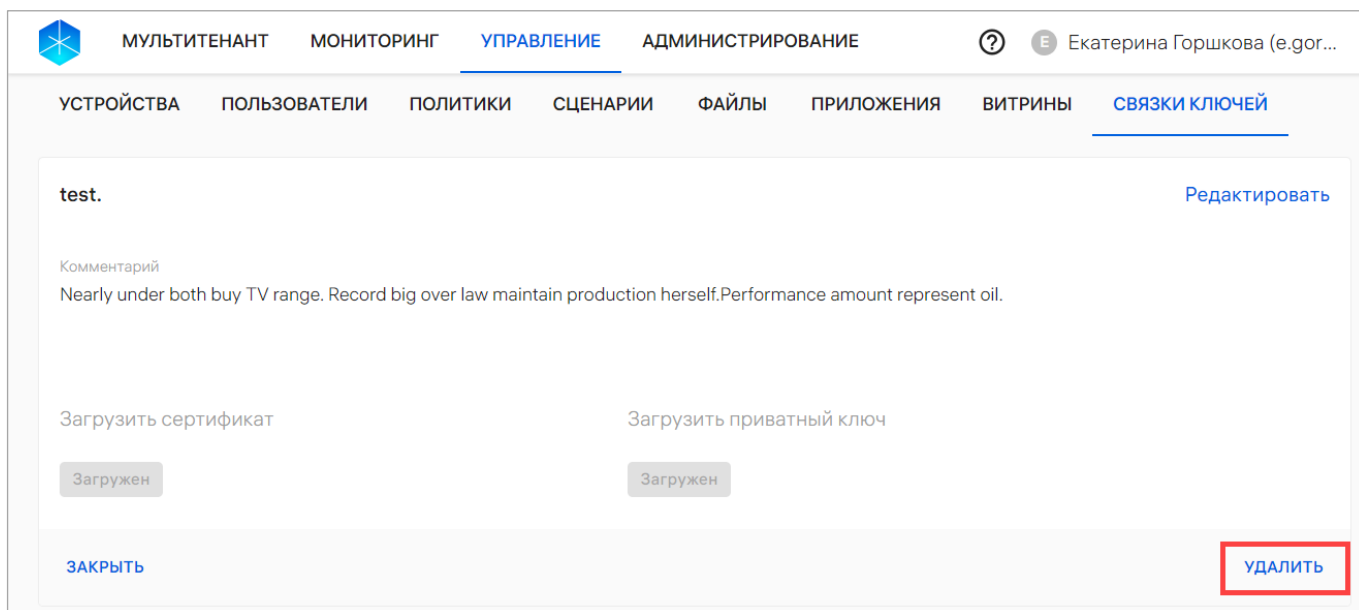 МУЛЬТИТЕНАНТ МОНИТОРИНГ УПРАВЛЕНИЕ АДМИНИСТРИРОВАНИЕ ? E Екатерина Горшкова (e.gor...
УСТРОЙСТВА ПОЛЬЗОВАТЕЛИ ПОЛИТИКИ СЦЕНАРИИ ФАЙЛЫ ПРИЛОЖЕНИЯ ВИТРИНЫ СВЯЗКИ КЛЮЧЕЙ
test. Редактировать
Комментарий
Nearly under both buy TV range. Record big over law maintain production herself.Performance amount represent oil.
Загрузить сертификат Загрузить приватный ключ
Загружен Загружен
ЗАКРЫТЬ УДАЛИТЬ